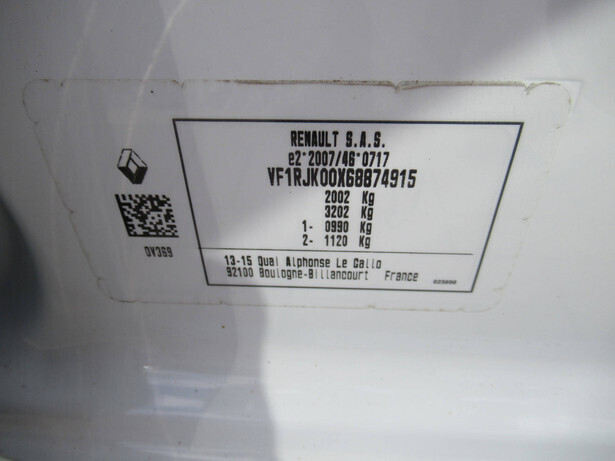 RENAULT S.A.S.
e2*2007/46*0717
VF1RJK00X68874915
2002 Kg
3202 Kg
1- 0990 Kg
2- 1120 Kg
0V369
13-15 Quai Alphonse Le Gallo
92100 Boulogne-Billancourt France